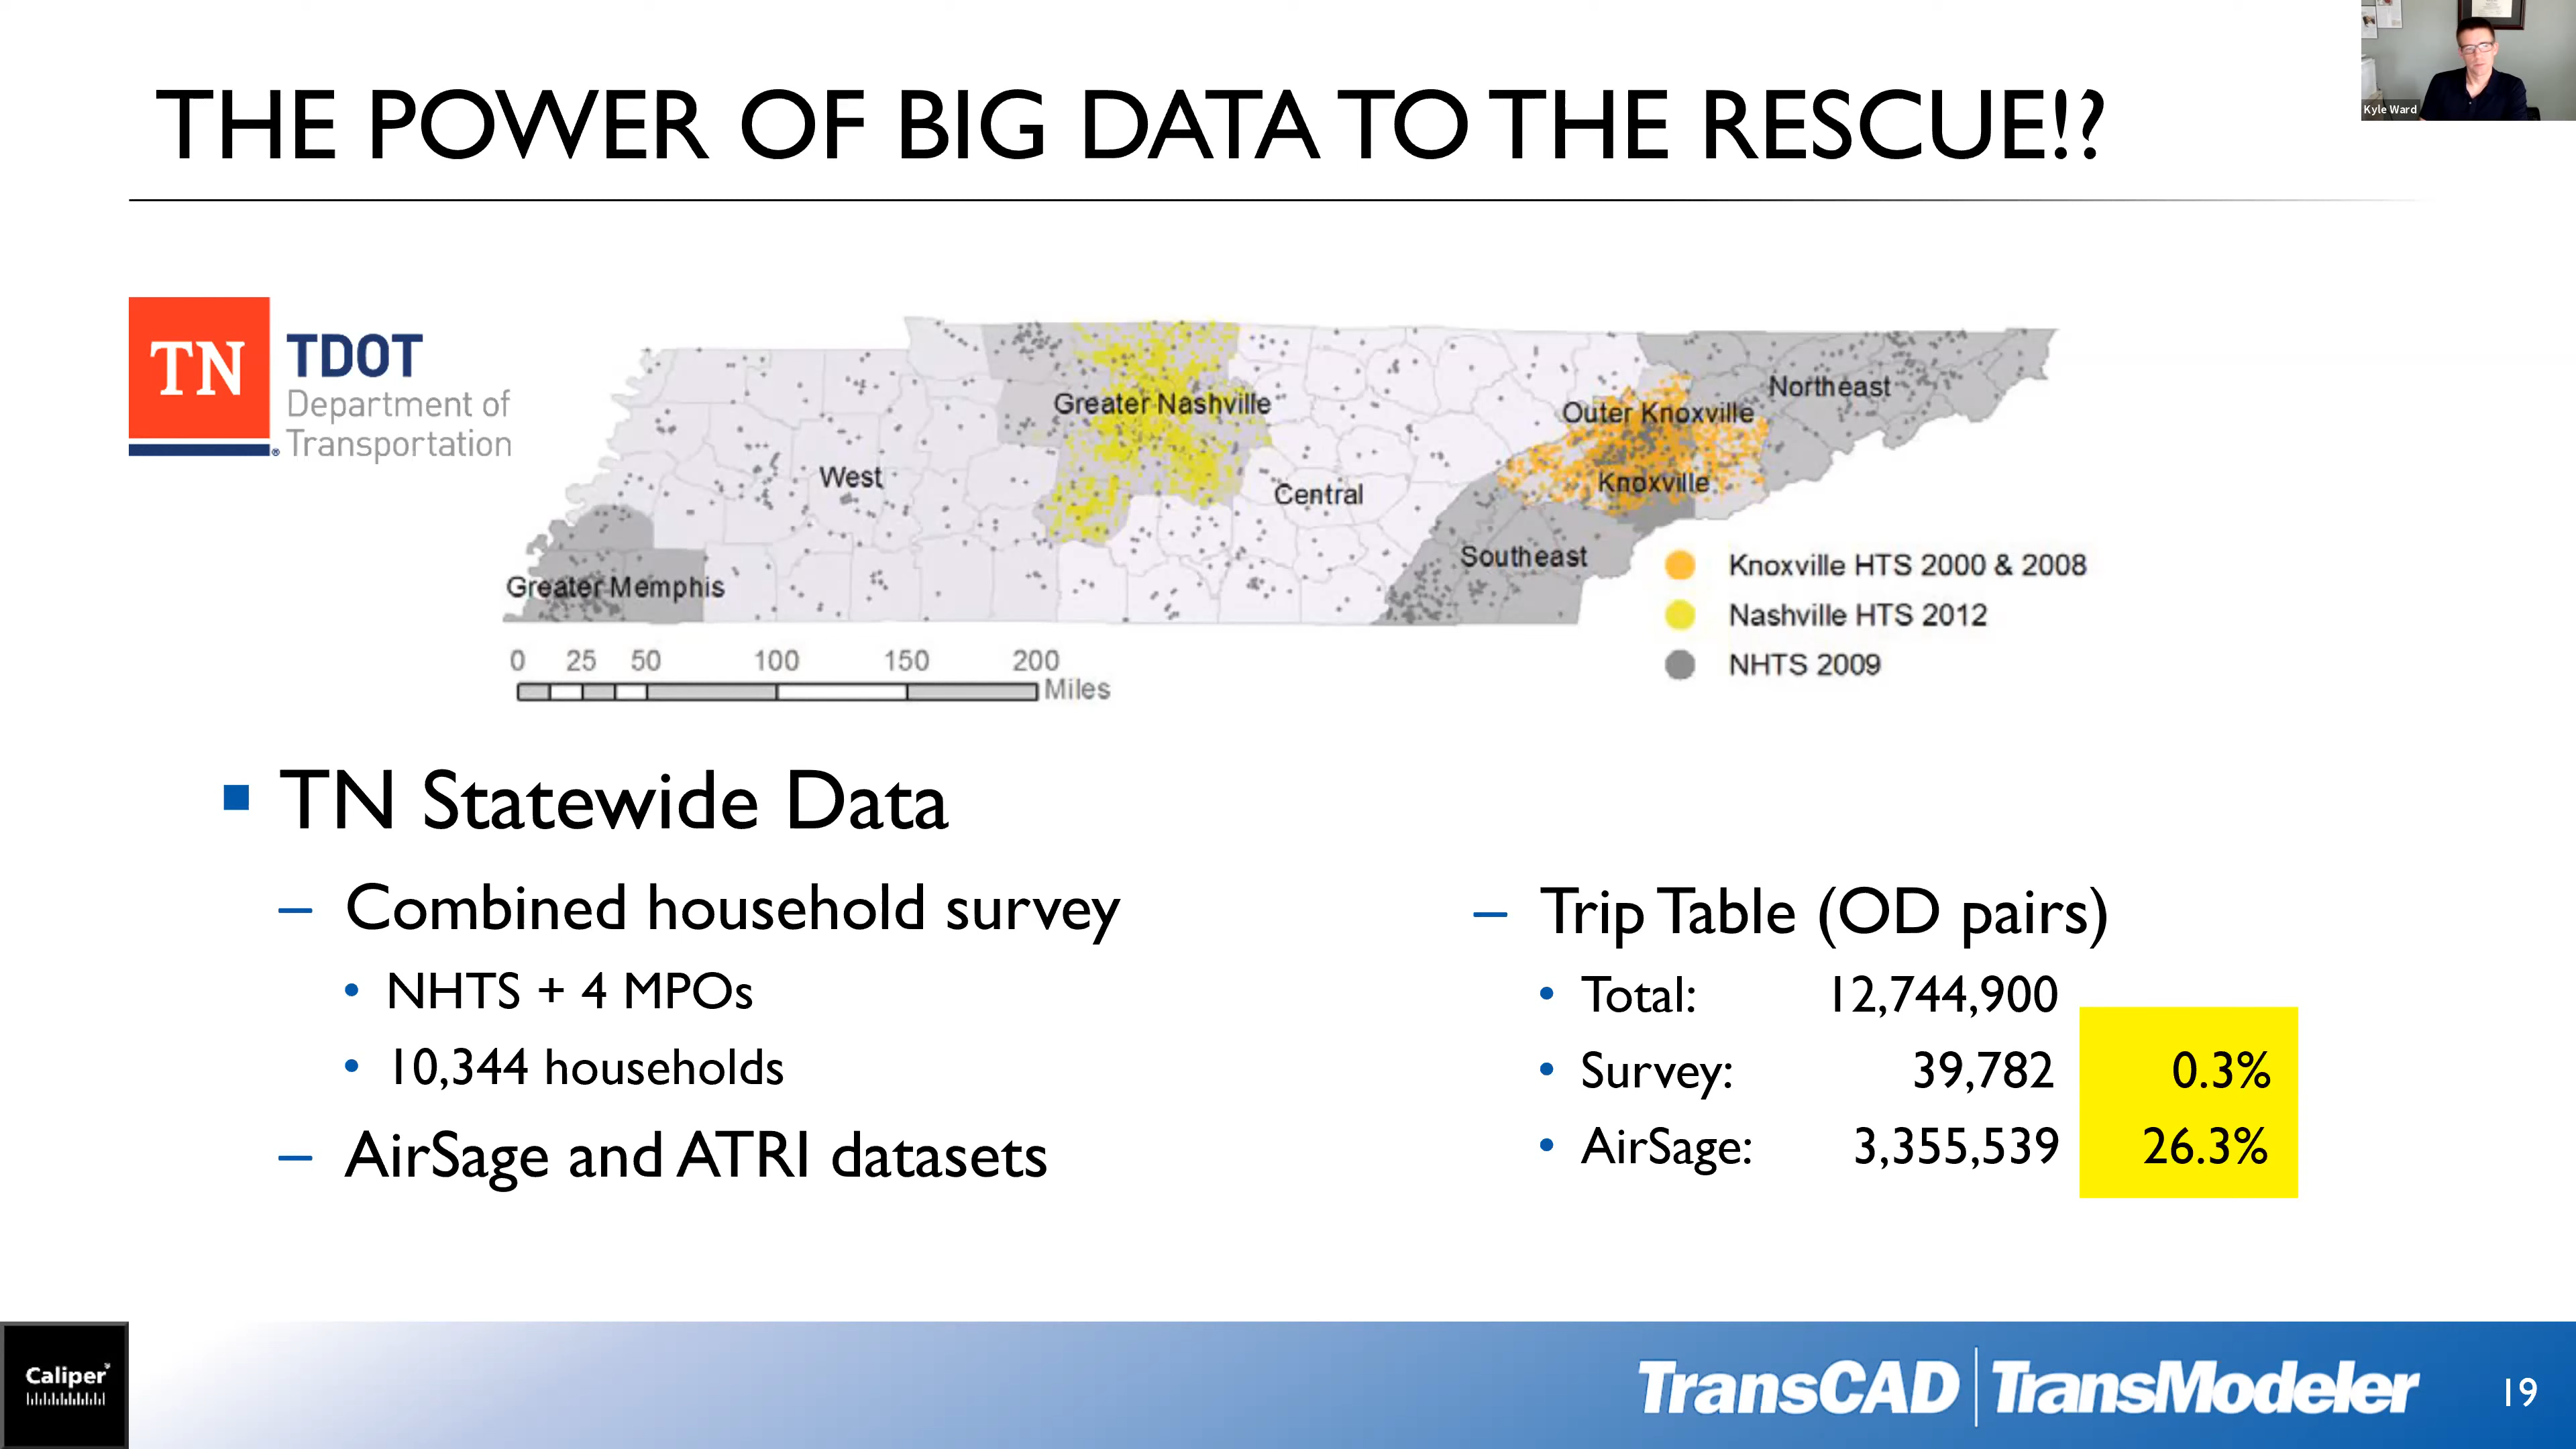 THE POWER OF BIG DATA TO THE RESCUE!?
Kyle Ward
TN
TDOT
Department of
Transportation
Greater Nashville
Northeast
Outer Knoxville
West
Knoxville
Central
Southeast
Greater Memphis
Knoxville HTS 2000 & 2008
Nashville HTS 2012
NHTS 2009
0 25 50 100 150 200
Miles
TN Statewide Data
– Combined household survey
• NHTS + 4 MPOs
• 10,344 households
– AirSage and ATRI datasets
– Trip Table (OD pairs)
• Total: 12,744,900
• Survey: 39,782 0.3%
• AirSage: 3,355,539 26.3%
Caliper
TransCAD | TransModeler
19